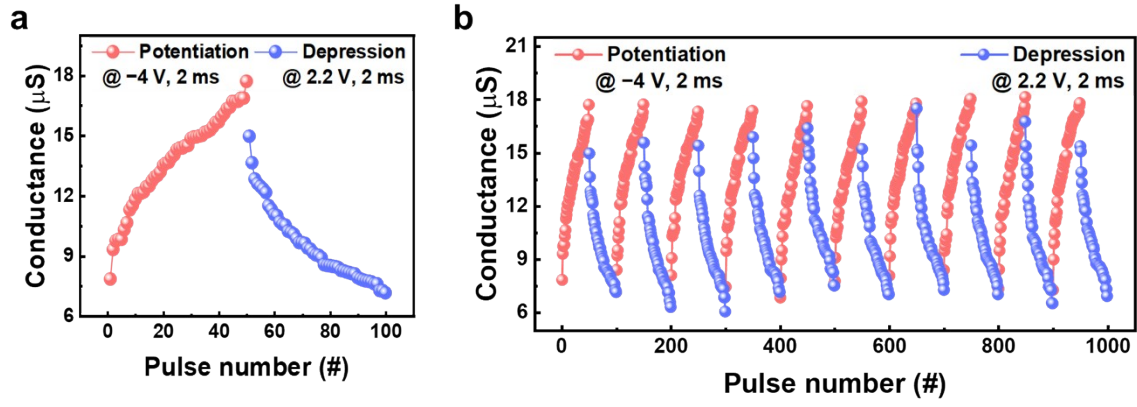 a
Potentiation Depression
@ −4 V, 2 ms @ 2.2 V, 2 ms
18
15
12
9
6
Conductance (μS)
0 20 40 60 80 100
Pulse number (#)
b
21
18
15
12
9
6
Potentiation Depression
@ −4 V, 2 ms @ 2.2 V, 2 ms
Conductance (μS)
0 200 400 600 800 1000
Pulse number (#)